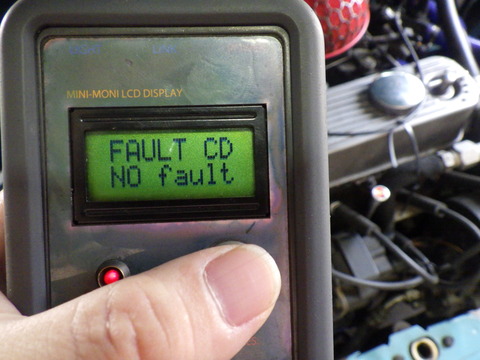 MINI-MONI LCD DISPLAY
FAULT CD
NO fault